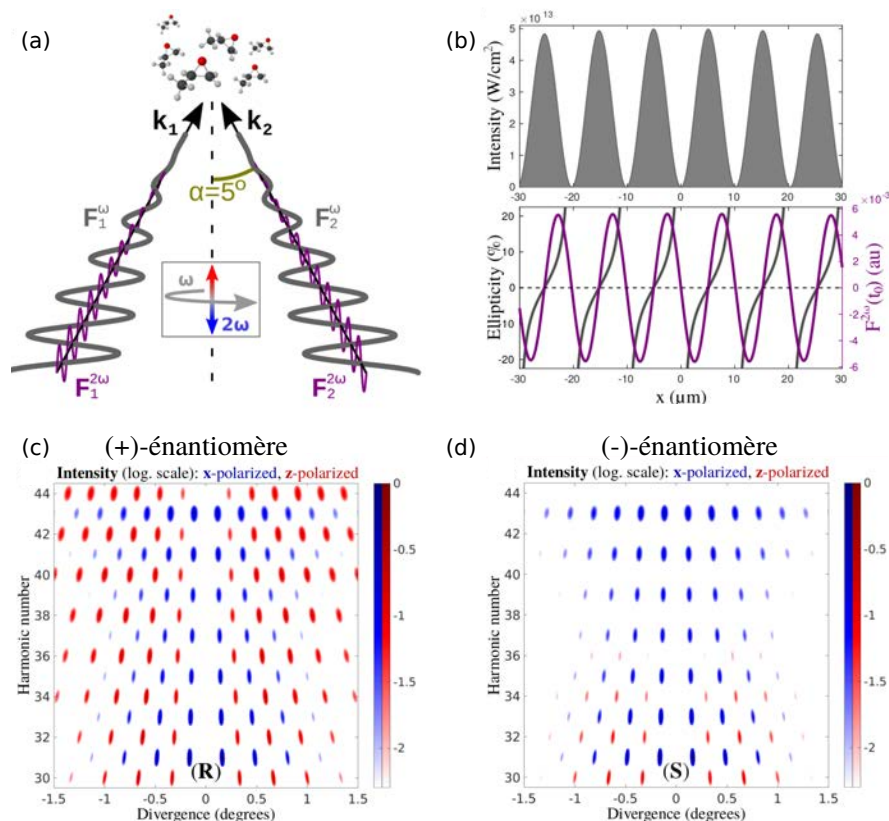 (a)
k₁
k₂
α=5°
F₁^ω
F₂^ω
ω
2ω
F₁^2ω
F₂^2ω
(b)
×10¹³
Intensity (W/cm²)
5
4
3
2
1
0
-30 -20 -10 0 10 20 30
×10⁻³
Ellipticity (%)
20
10
0
-10
-20
F^2ω(t₀) (au)
6
4
2
0
-2
-4
-6
-30 -20 -10 0 10 20 30
x (µm)
(c) (+)-énantiomère
Intensity (log. scale): x-polarized, z-polarized
Harmonic number
44
42
40
38
36
34
32
30
(R)
-1.5 -1 -0.5 0 0.5 1 1.5
Divergence (degrees)
0
-0.5
-1
-1.5
-2
(d) (-)-énantiomère
Intensity (log. scale): x-polarized, z-polarized
Harmonic number
44
42
40
38
36
34
32
30
(S)
-1.5 -1 -0.5 0 0.5 1 1.5
Divergence (degrees)
0
-0.5
-1
-1.5
-2